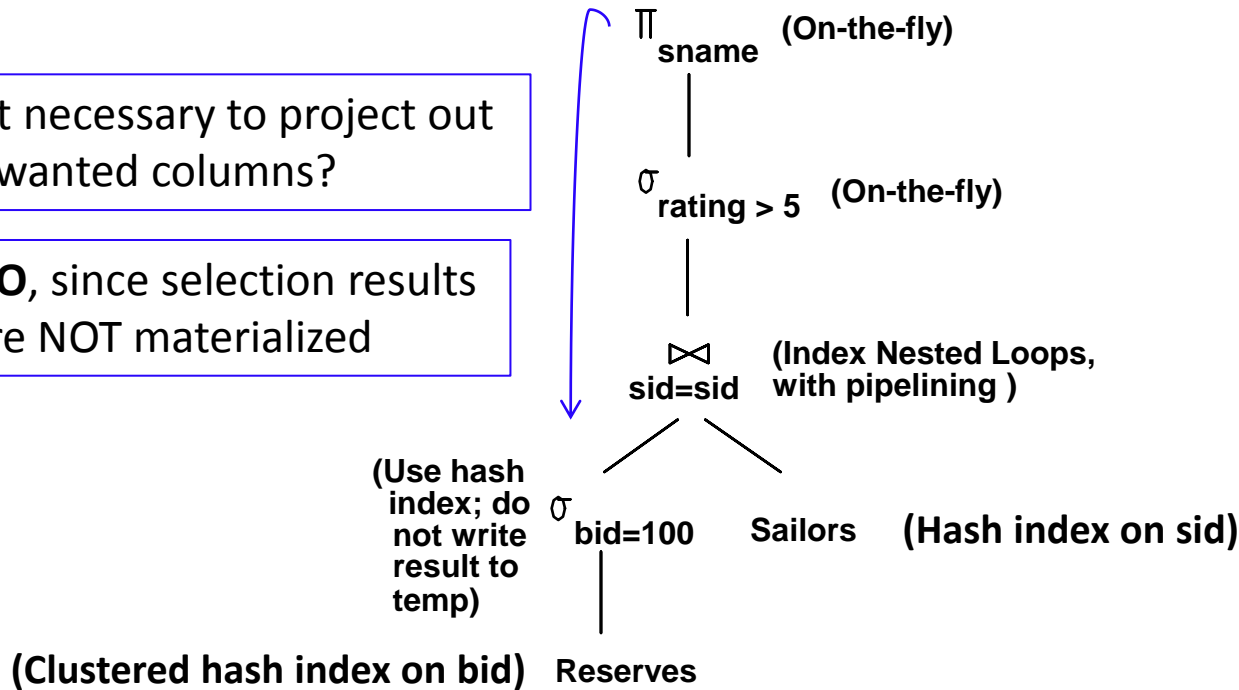 π sname (On-the-fly)
t necessary to project out
wanted columns?
σ rating > 5 (On-the-fly)
O, since selection results
re NOT materialized
⋈ (Index Nested Loops,
sid=sid with pipelining )
(Use hash
index; do
not write
result to
temp)
σ bid=100
Sailors
(Hash index on sid)
(Clustered hash index on bid)
Reserves